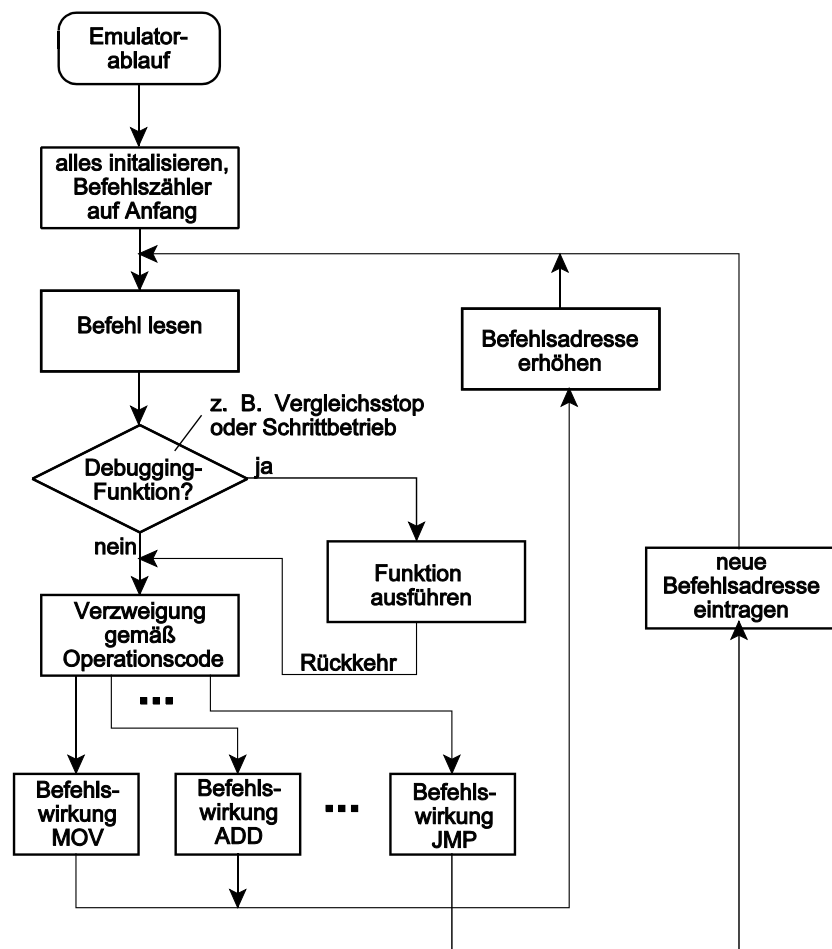 Emulator-
ablauf
alles initalisieren,
Befehlszähler
auf Anfang
Befehl lesen
Befehlsadresse
erhöhen
z. B. Vergleichsstop
oder Schrittbetrieb
Debugging-
Funktion?
ja
nein
Funktion
ausführen
neue
Befehlsadresse
eintragen
Verzweigung
gemäß
Operationscode
Rückkehr
...
Befehls-
wirkung
MOV
Befehls-
wirkung
ADD
...
Befehls-
wirkung
JMP